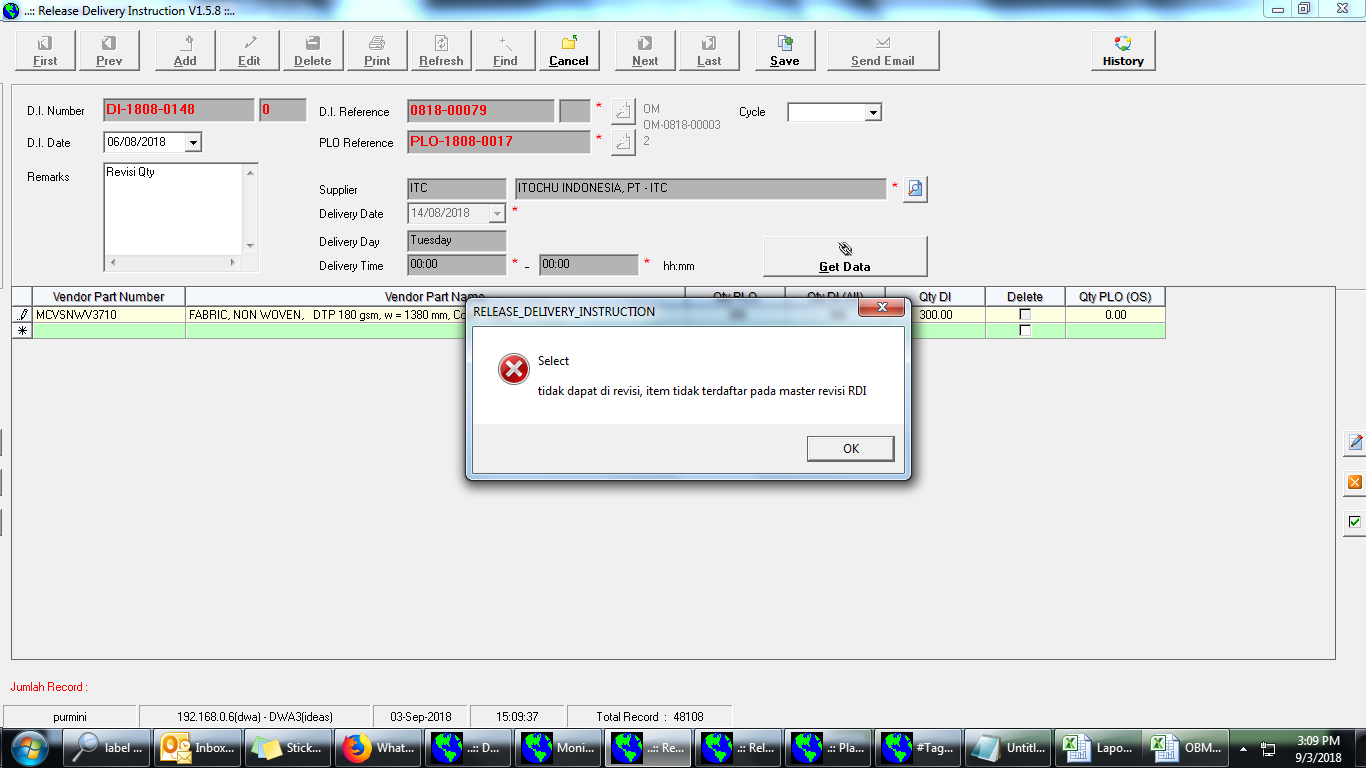 ..:: Release Delivery Instruction V1.5.8 ::..
First Prev Add Edit Delete Print Refresh Find Cancel Next Last Save Send Email History
D.I. Number DI-1808-0148 0 D.I. Reference 0818-00079 * OM Cycle
OM-0818-00003
D.I. Date 06/08/2018 PLO Reference PLO-1808-0017 * 2
Remarks Revisi Qty
Supplier ITC ITOCHU INDONESIA, PT - ITC *
Delivery Date 14/08/2018 *
Delivery Day Tuesday
Delivery Time 00:00 * - 00:00 * hh:mm Get Data
Vendor Part Number Vendor Part Name Qty PLO Qty DI (All) Qty DI Delete Qty PLO (OS)
MCVSNWV3710 FABRIC, NON WOVEN, DTP 180 gsm, w = 1380 mm, Co 300.00 0.00
RELEASE_DELIVERY_INSTRUCTION
Select
tidak dapat di revisi, item tidak terdaftar pada master revisi RDI
OK
Jumlah Record :
purmini 192.168.0.6(dwa) - DWA3(ideas) 03-Sep-2018 15:09:37 Total Record : 48108
label ... Inbox... Stick... What... ..:: D... Moni... ..:: Re... .:: Rel... .:: Pla... #Tag... Untitl... Lapo... OBM... 3:09 PM
9/3/2018